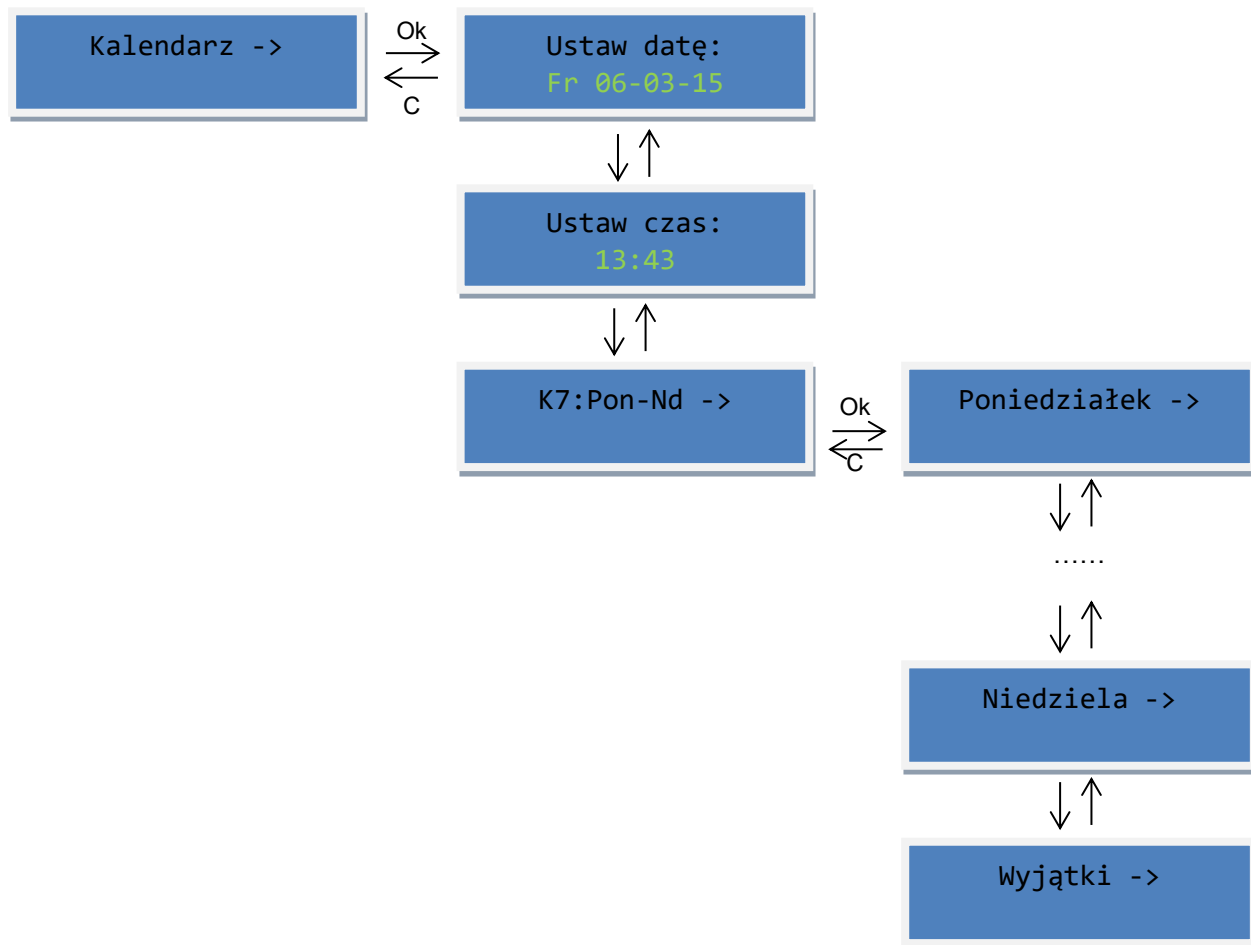 Kalendarz ->
Ok
C
Ustaw datę:
Fr 06-03-15
Ustaw czas:
13:43
K7:Pon-Nd ->
Ok
C
Poniedziałek ->
......
Niedziela ->
Wyjątki ->